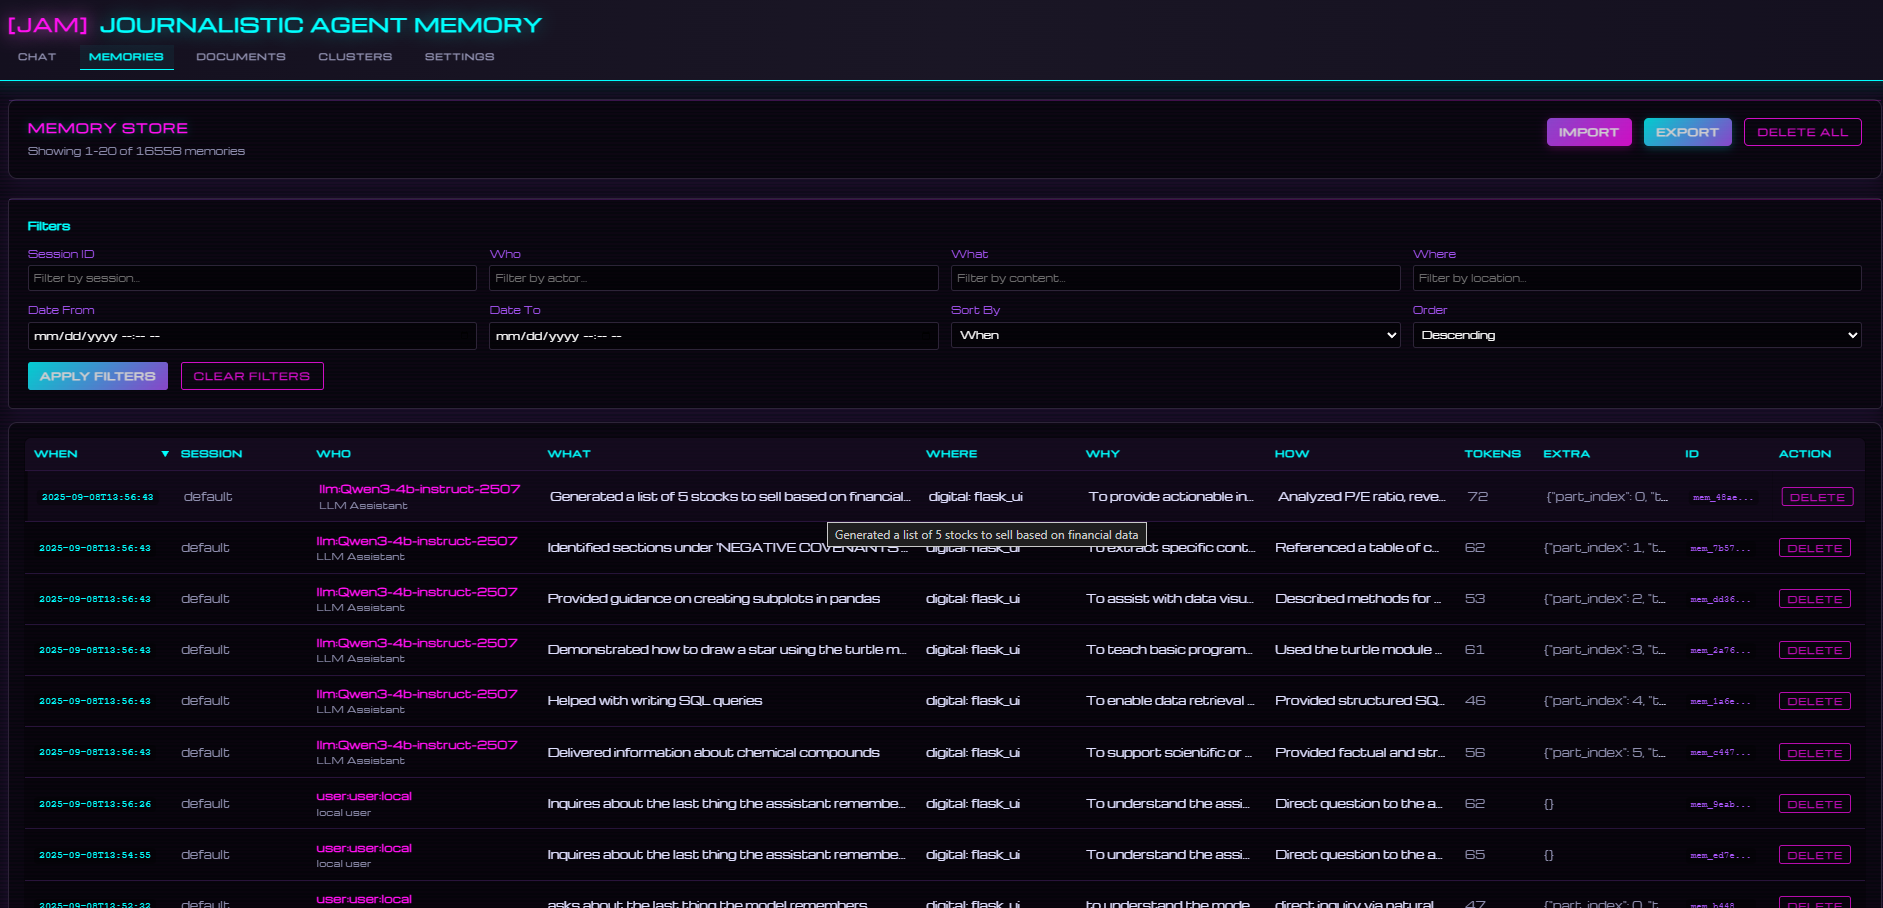 [JAM] JOURNALISTIC AGENT MEMORY
CHAT MEMORIES DOCUMENTS CLUSTERS SETTINGS
MEMORY STORE
Showing 1-20 of 16558 memories
IMPORT EXPORT DELETE ALL
Filters
Session ID Who What Where
Filter by session... Filter by actor... Filter by content... Filter by location...
Date From Date To Sort By Order
mm/dd/yyyy --:-- -- mm/dd/yyyy --:-- -- When Descending
APPLY FILTERS CLEAR FILTERS
WHEN ▼ SESSION WHO WHAT WHERE WHY HOW TOKENS EXTRA ID ACTION
2025-09-08T13:56:43 default llm:Qwen3-4b-instruct-2507 Generated a list of 5 stocks to sell based on financial... digital: flask_ui To provide actionable in... Analyzed P/E ratio, reve... 72 {"part_index": 0, "t... mem_48ae... DELETE
LLM Assistant
Generated a list of 5 stocks to sell based on financial data
2025-09-08T13:56:43 default llm:Qwen3-4b-instruct-2507 Identified sections under "NEGATIVE COVENANTS"... digital: flask_ui To extract specific cont... Referenced a table of c... 62 {"part_index": 1, "t... mem_7b57... DELETE
LLM Assistant
2025-09-08T13:56:43 default llm:Qwen3-4b-instruct-2507 Provided guidance on creating subplots in pandas digital: flask_ui To assist with data visu... Described methods for ... 53 {"part_index": 2, "t... mem_dd36... DELETE
LLM Assistant
2025-09-08T13:56:43 default llm:Qwen3-4b-instruct-2507 Demonstrated how to draw a star using the turtle m... digital: flask_ui To teach basic program... Used the turtle module ... 61 {"part_index": 3, "t... mem_2a76... DELETE
LLM Assistant
2025-09-08T13:56:43 default llm:Qwen3-4b-instruct-2507 Helped with writing SQL queries digital: flask_ui To enable data retrieval ... Provided structured SQ... 46 {"part_index": 4, "t... mem_1a6e... DELETE
LLM Assistant
2025-09-08T13:56:43 default llm:Qwen3-4b-instruct-2507 Delivered information about chemical compounds digital: flask_ui To support scientific or ... Provided factual and str... 56 {"part_index": 5, "t... mem_c447... DELETE
LLM Assistant
2025-09-08T13:56:26 default user:user:local Inquires about the last thing the assistant remembe... digital: flask_ui To understand the assi... Direct question to the a... 62 {} mem_9eab... DELETE
local user
2025-09-08T13:54:55 default user:user:local Inquires about the last thing the assistant remembe... digital: flask_ui To understand the assi... Direct question to the a... 65 {} mem_ed7e... DELETE
local user
2025-09-08T13:52:32 default user:user:local asks about the last thing the model remembers digital: flask_ui to understand the mode... direct inquiry via natural... 47 {"part_index": 0, "t... mem_b448... DELETE